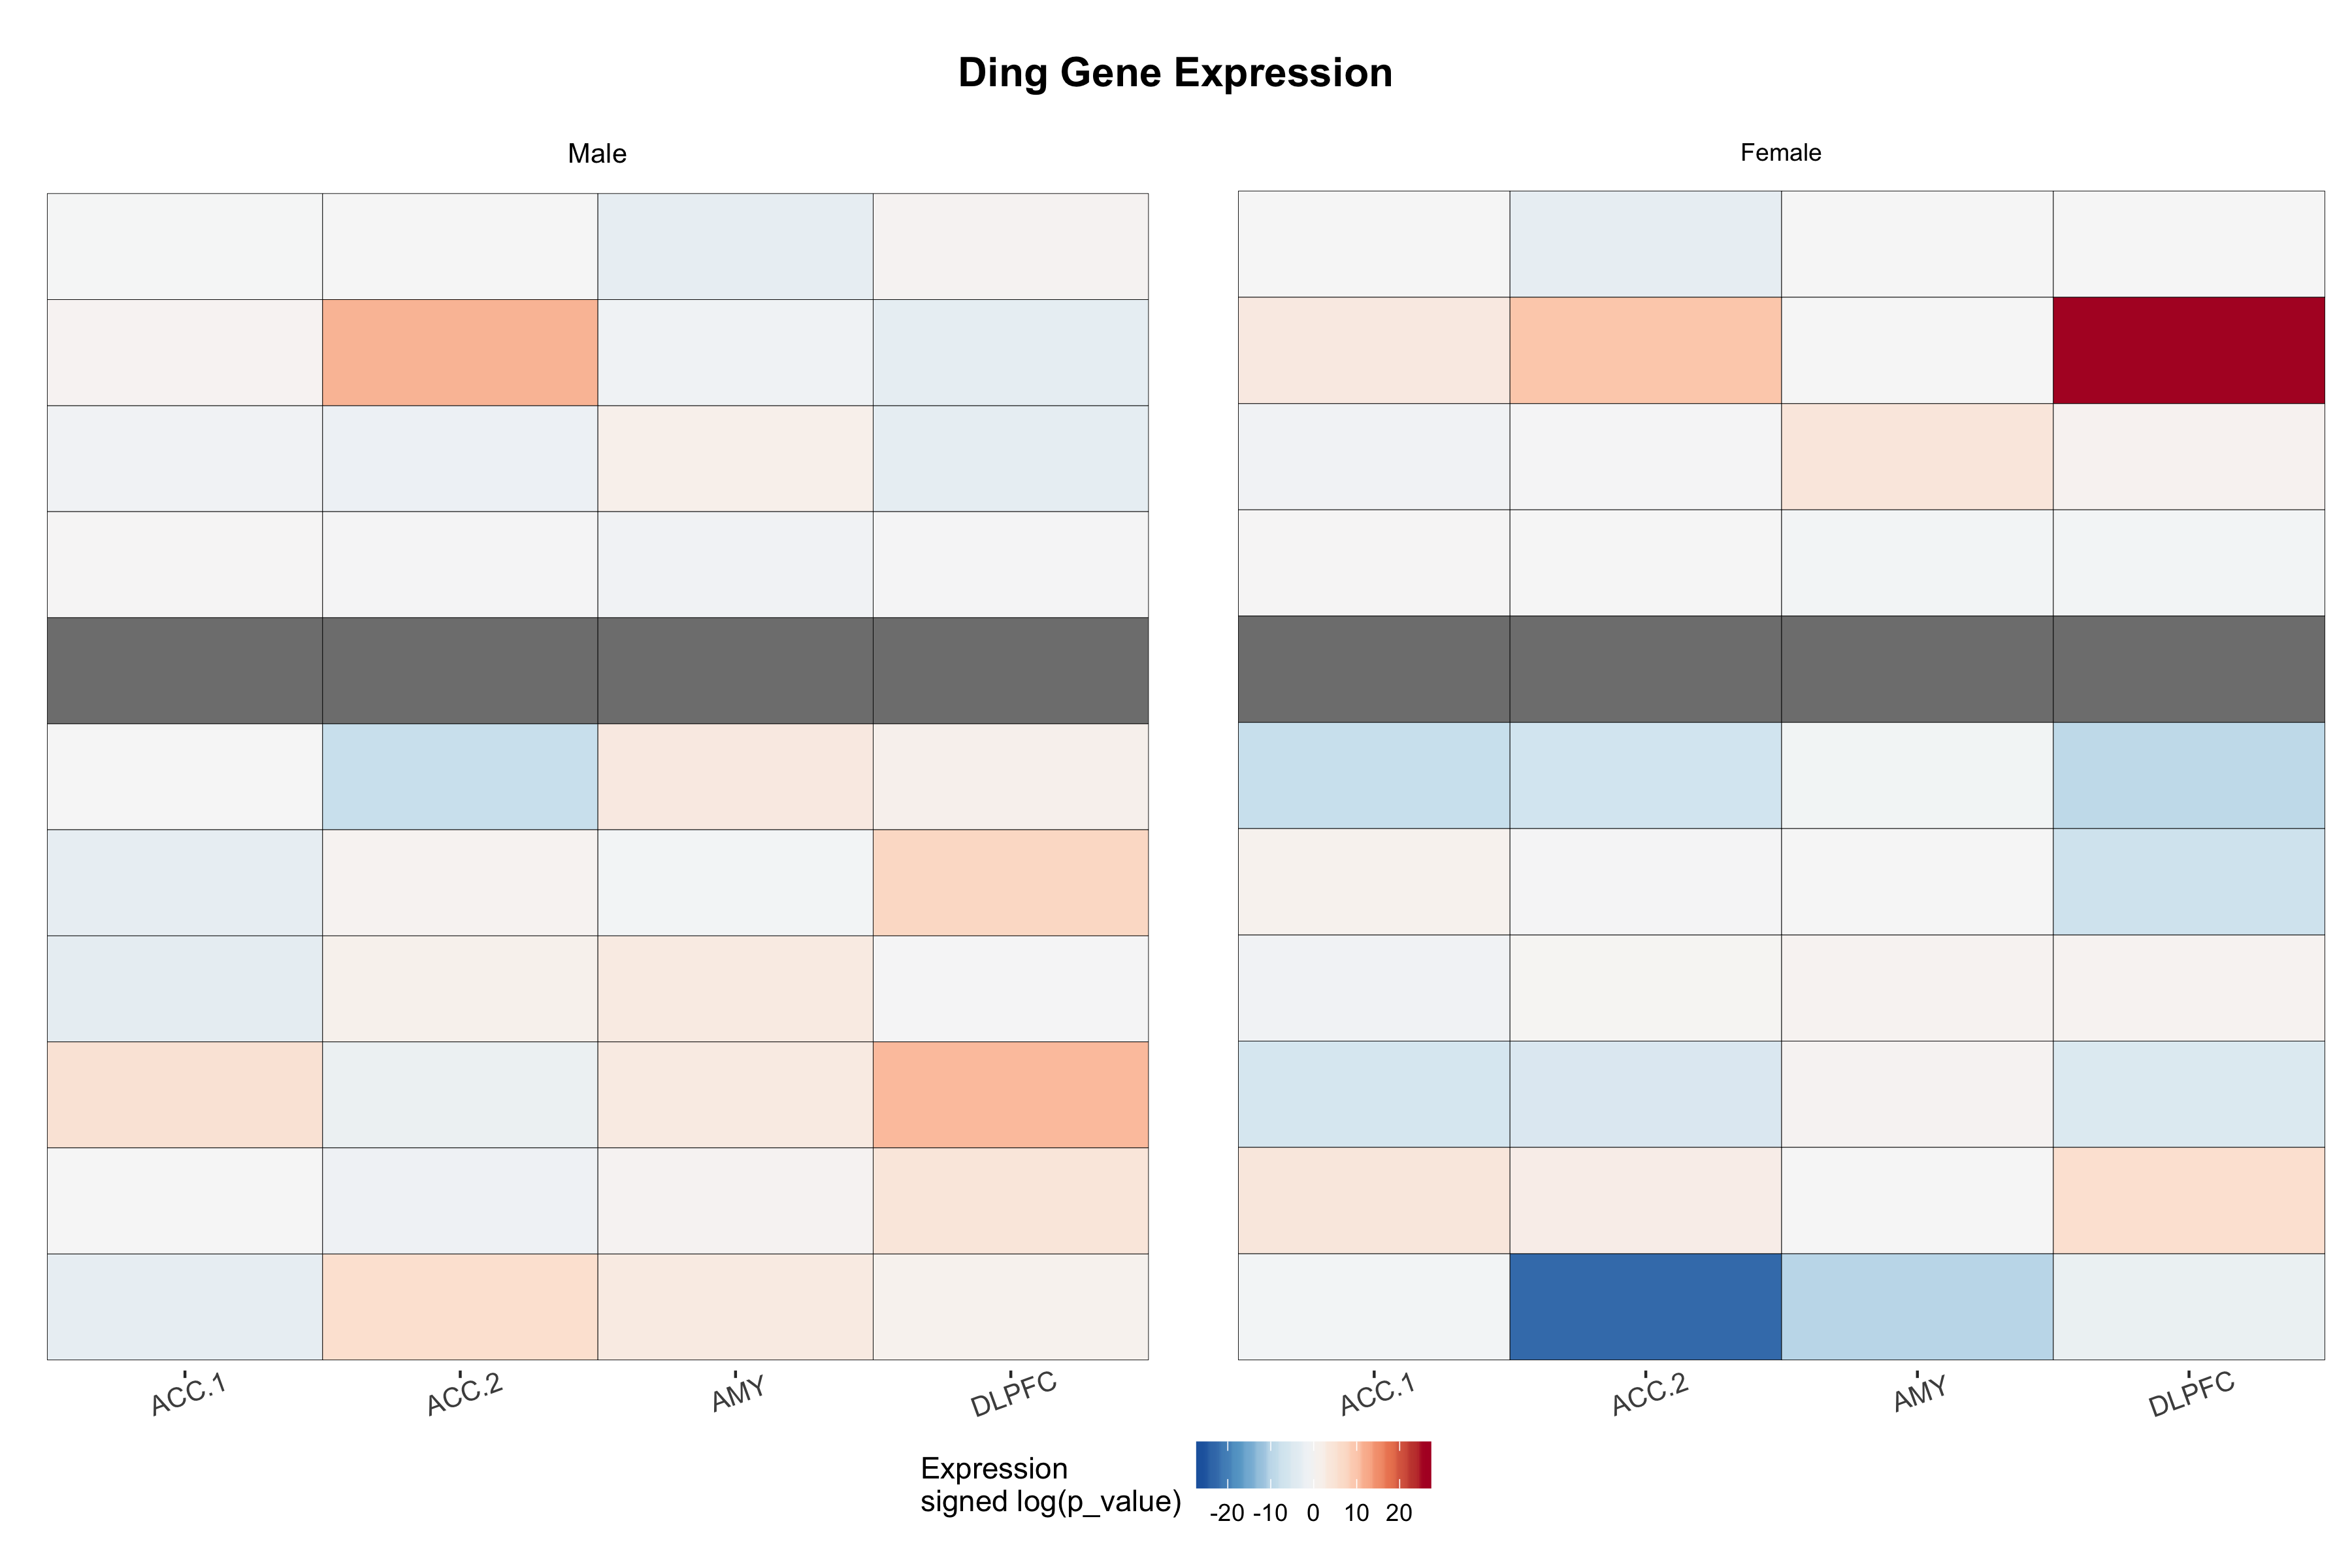 Ding Gene Expression
Male
Female
ACC.1 ACC.2 AMY DLPFC
ACC.1 ACC.2 AMY DLPFC
Expression
signed log(p_value)
-20 -10 0 10 20